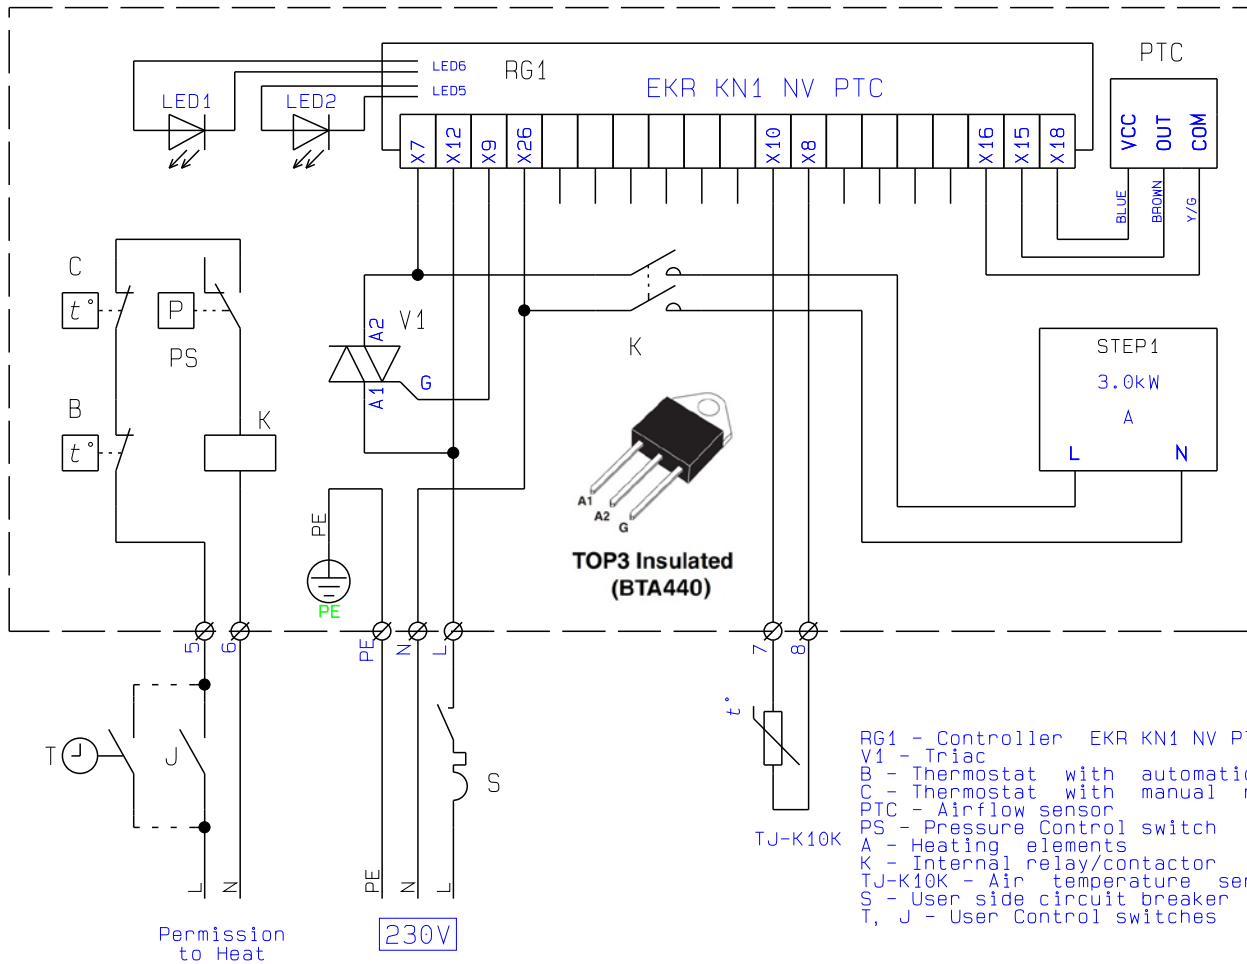 PTC
LED6
RG1
LED5
EKR KN1 NV PTC
LED1
LED2
X7
X12
X9
X26
X10
X8
X16
X15
X18
VCC
OUT
COM
BLUE
BROWN
Y/G
C
t°
P
PS
V1
A2
A1
G
K
STEP1
3.0kW
A
L
N
B
t°
K
A1
A2
G
TOP3 Insulated
(BTA440)
PE
PE
5
6
PE
N
L
7
8
t°
T
J
S
TJ-K10K
L
N
PE
N
L
Permission
to Heat
230V
RG1 - Controller EKR KN1 NV
V1 - Triac
B - Thermostat with
C - Thermostat with manual
PTC - Airflow sensor
PS - Pressure Control switch
A - Heating elements
K - Internal relay/contactor
TJ-K10K - Air temperature
S - User side circuit breaker
T, J - User Control switches